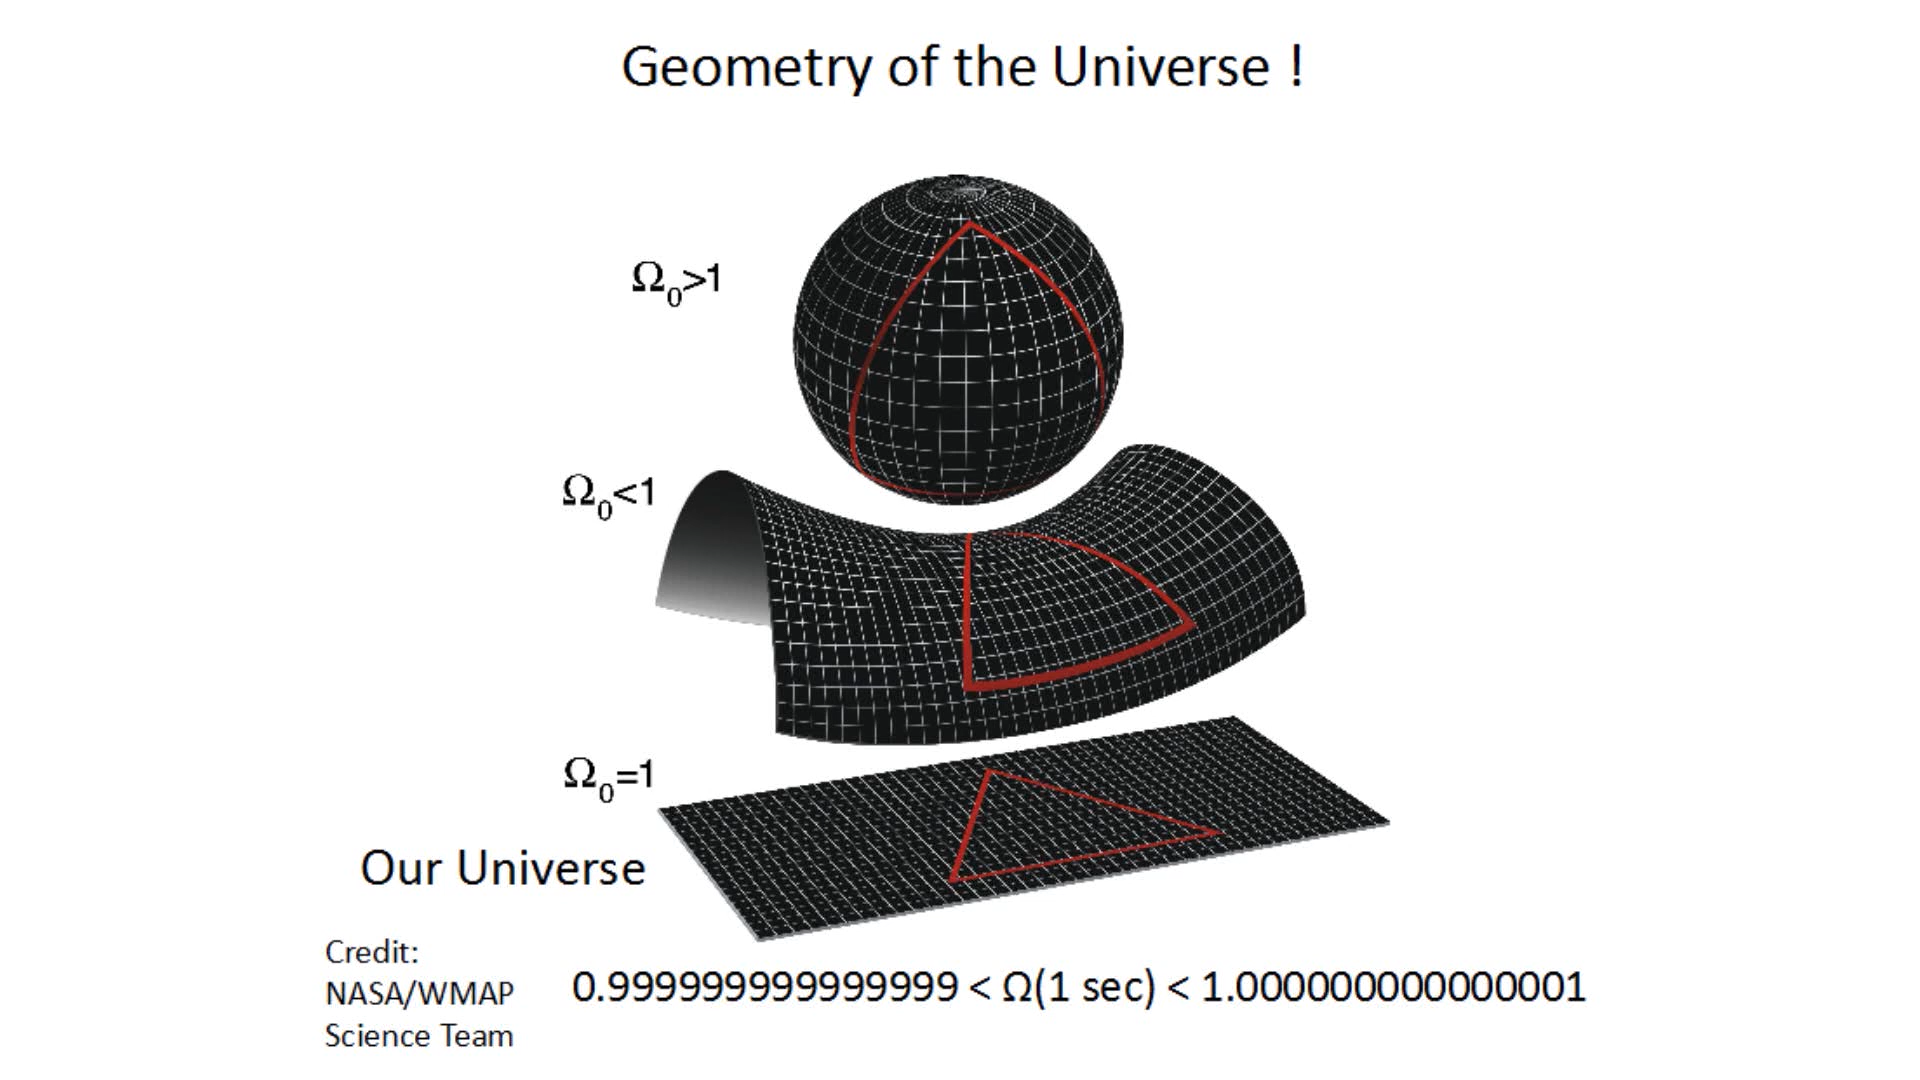 Geometry of the Universe !
Ω₀>1
Ω₀<1
Ω₀=1
Our Universe
Credit:
NASA/WMAP
Science Team
0.999999999999999 < Ω(1 sec) < 1.000000000000001